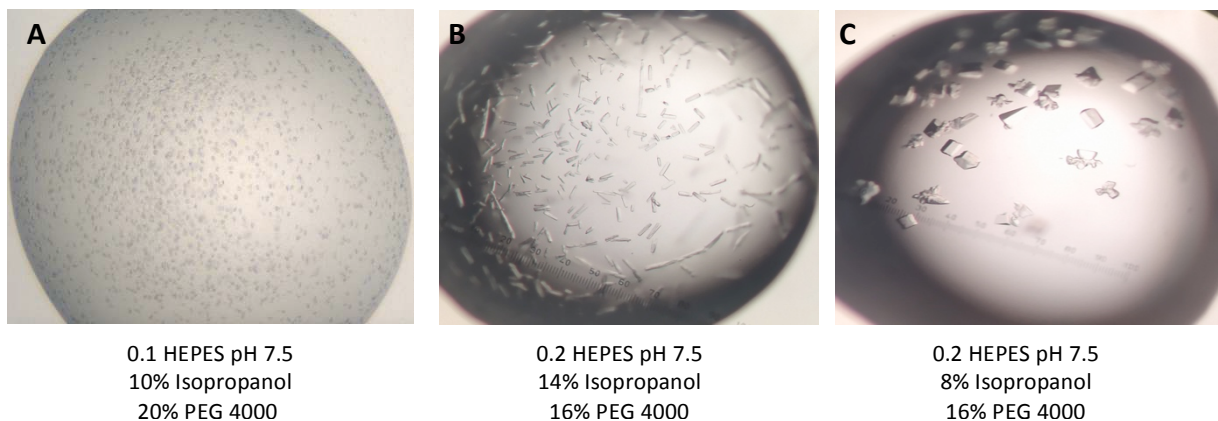 A
B
C
0.1 HEPES pH 7.5
10% Isopropanol
20% PEG 4000
0.2 HEPES pH 7.5
14% Isopropanol
16% PEG 4000
0.2 HEPES pH 7.5
8% Isopropanol
16% PEG 4000